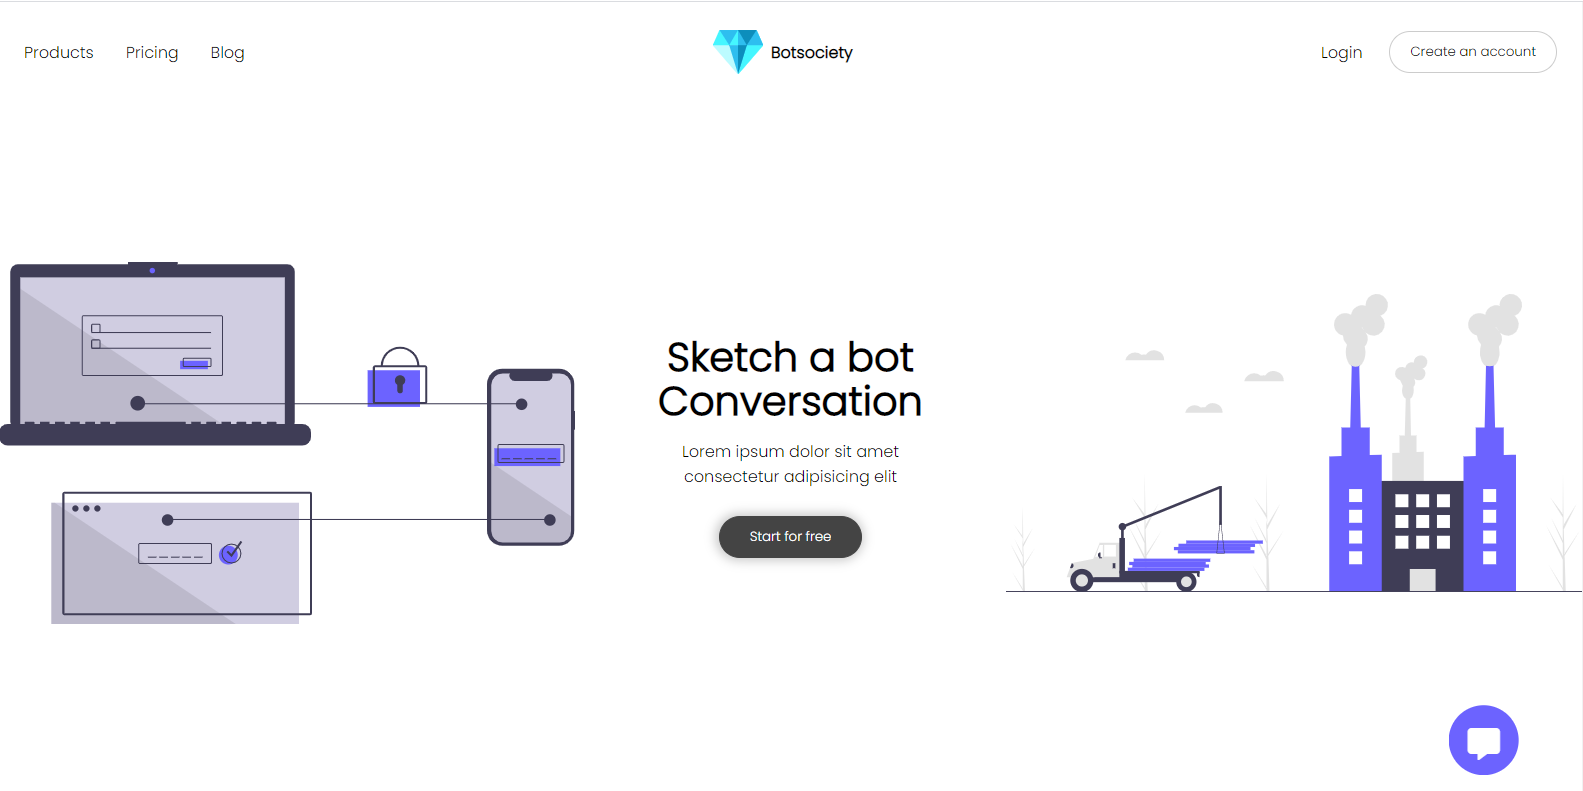 Products Pricing Blog Botsociety Login Create an account
Sketch a bot
Conversation
Lorem ipsum dolor sit amet
consectetur adipisicing elit
Start for free